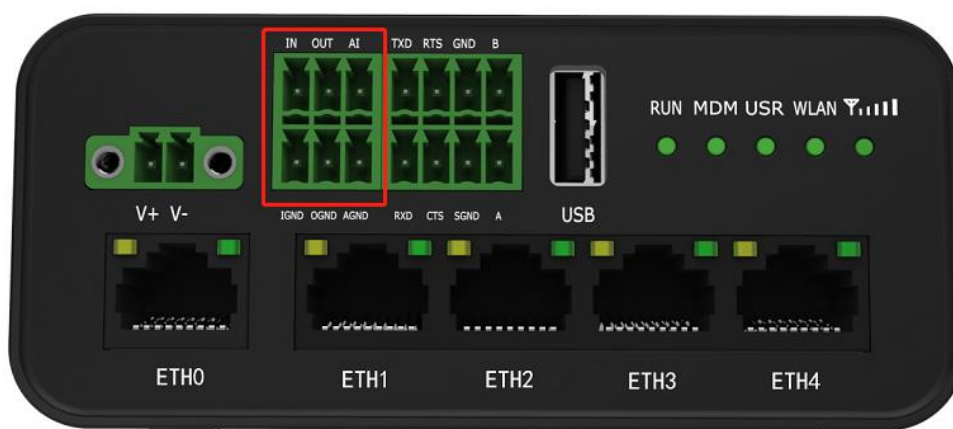 IN OUT AI TXD RTS GND B
RUN MDM USR WLAN
V+ V-
IGND OGND AGND RXD CTS SGND A
USB
ETH0 ETH1 ETH2 ETH3 ETH4